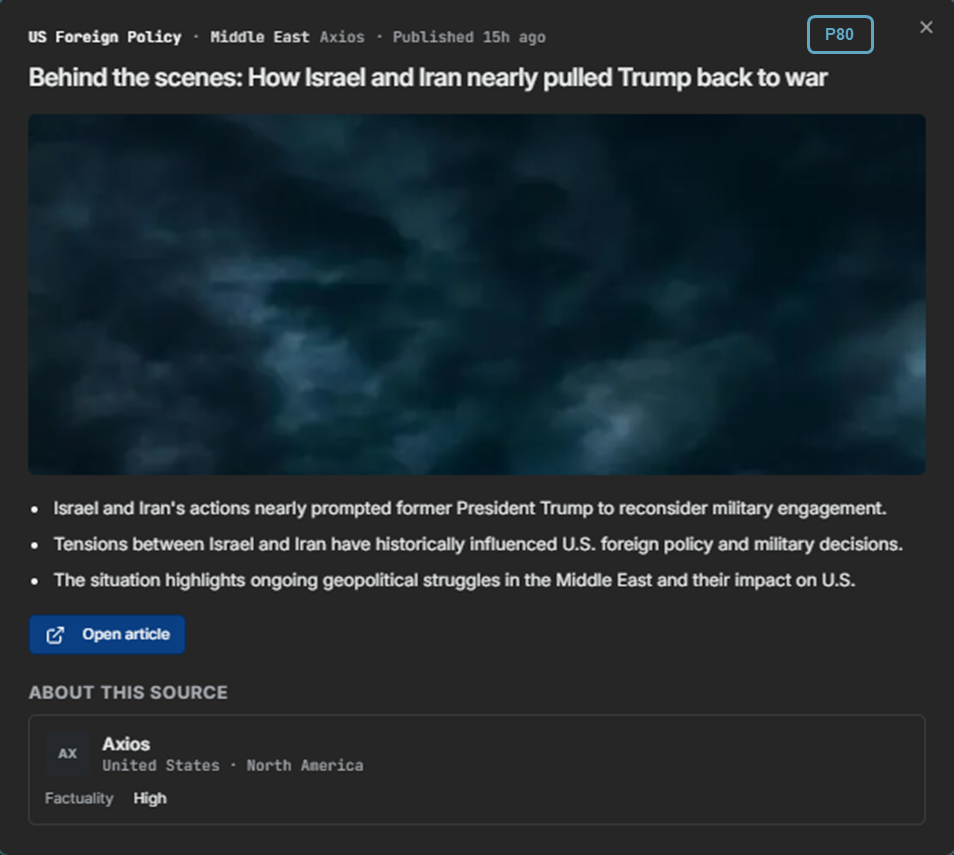 US Foreign Policy · Middle East Axios · Published 15h ago
P80
Behind the scenes: How Israel and Iran nearly pulled Trump back to war
• Israel and Iran's actions nearly prompted former President Trump to reconsider military engagement.
• Tensions between Israel and Iran have historically influenced U.S. foreign policy and military decisions.
• The situation highlights ongoing geopolitical struggles in the Middle East and their impact on U.S.
Open article
ABOUT THIS SOURCE
AX
Axios
United States · North America
Factuality High